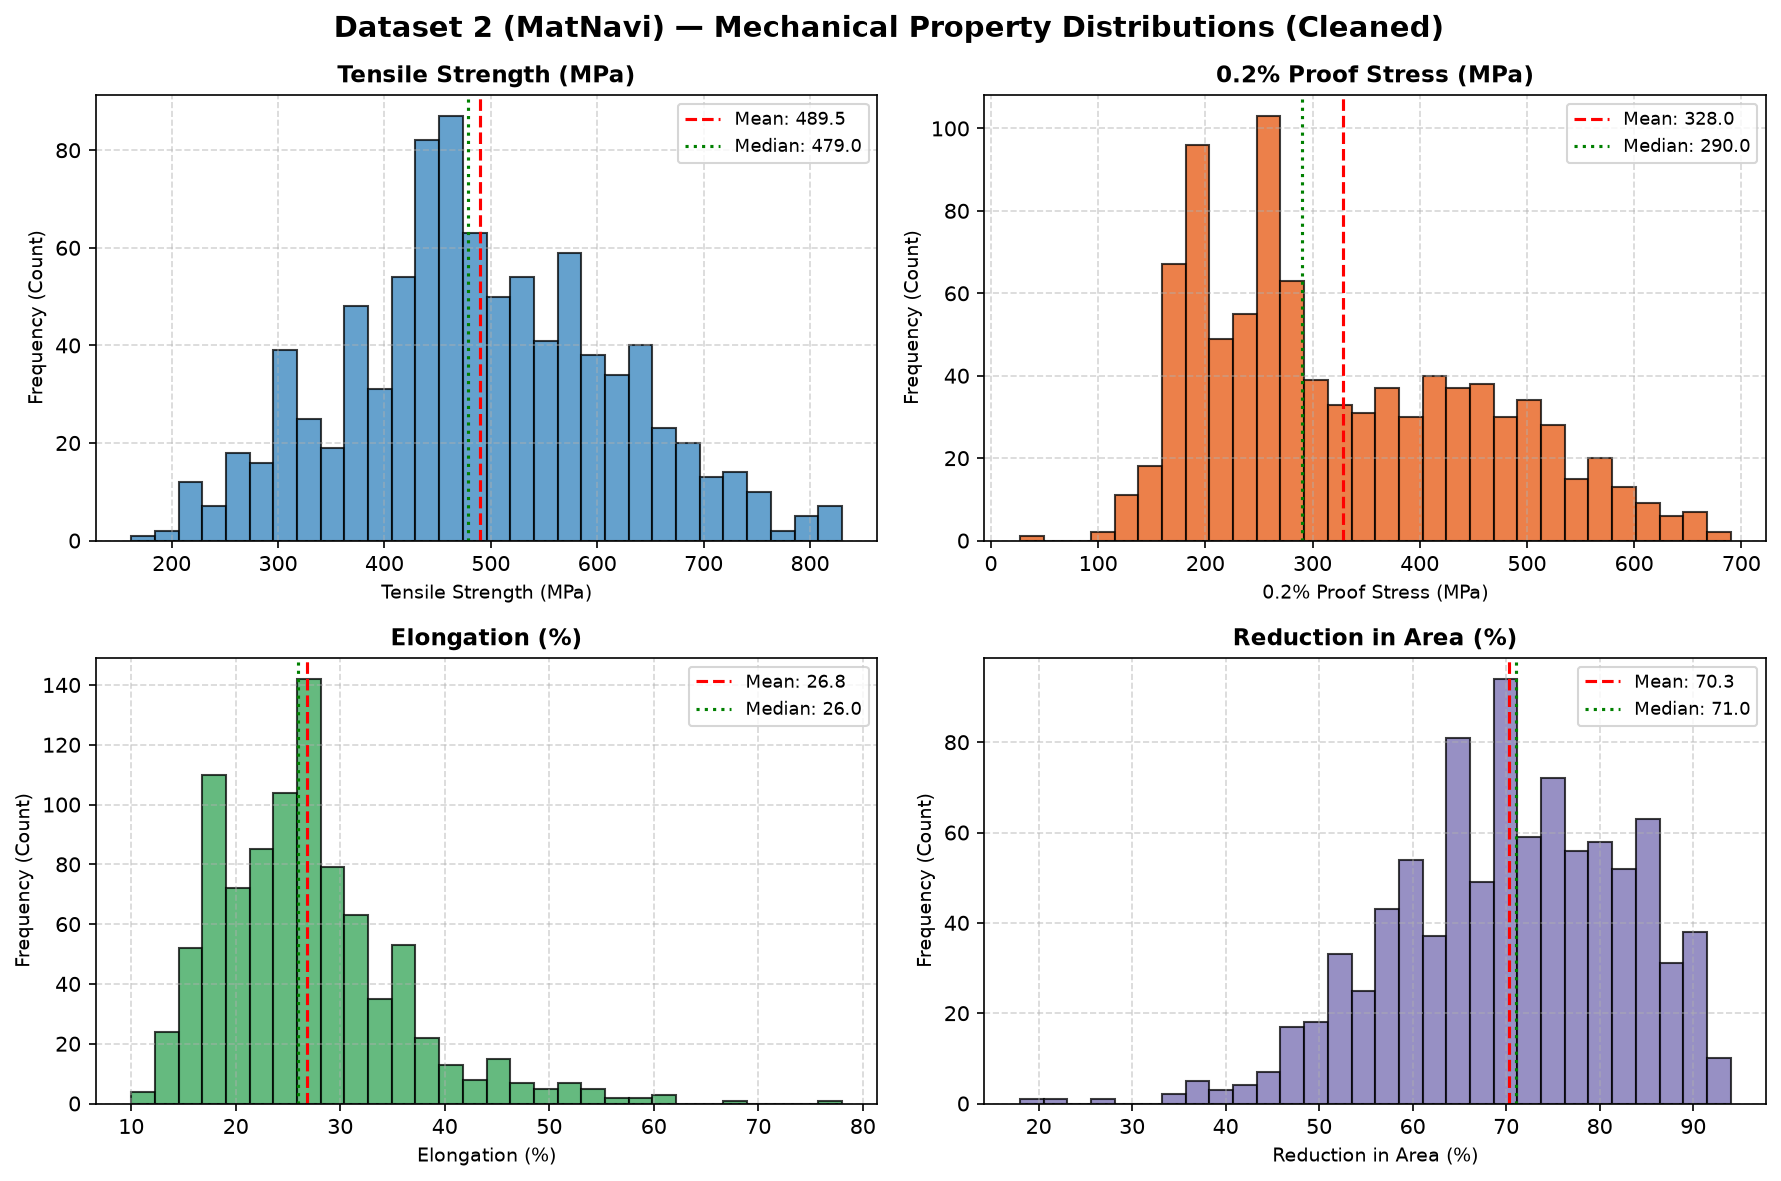 Dataset 2 (MatNavi) — Mechanical Property Distributions (Cleaned)
Tensile Strength (MPa)
Mean: 489.5
Median: 479.0
Frequency (Count)
80
60
40
20
0
200 300 400 500 600 700 800
Tensile Strength (MPa)
0.2% Proof Stress (MPa)
Mean: 328.0
Median: 290.0
Frequency (Count)
100
80
60
40
20
0
0 100 200 300 400 500 600 700
0.2% Proof Stress (MPa)
Elongation (%)
Mean: 26.8
Median: 26.0
Frequency (Count)
140
120
100
80
60
40
20
0
10 20 30 40 50 60 70 80
Elongation (%)
Reduction in Area (%)
Mean: 70.3
Median: 71.0
Frequency (Count)
80
60
40
20
0
20 30 40 50 60 70 80 90
Reduction in Area (%)